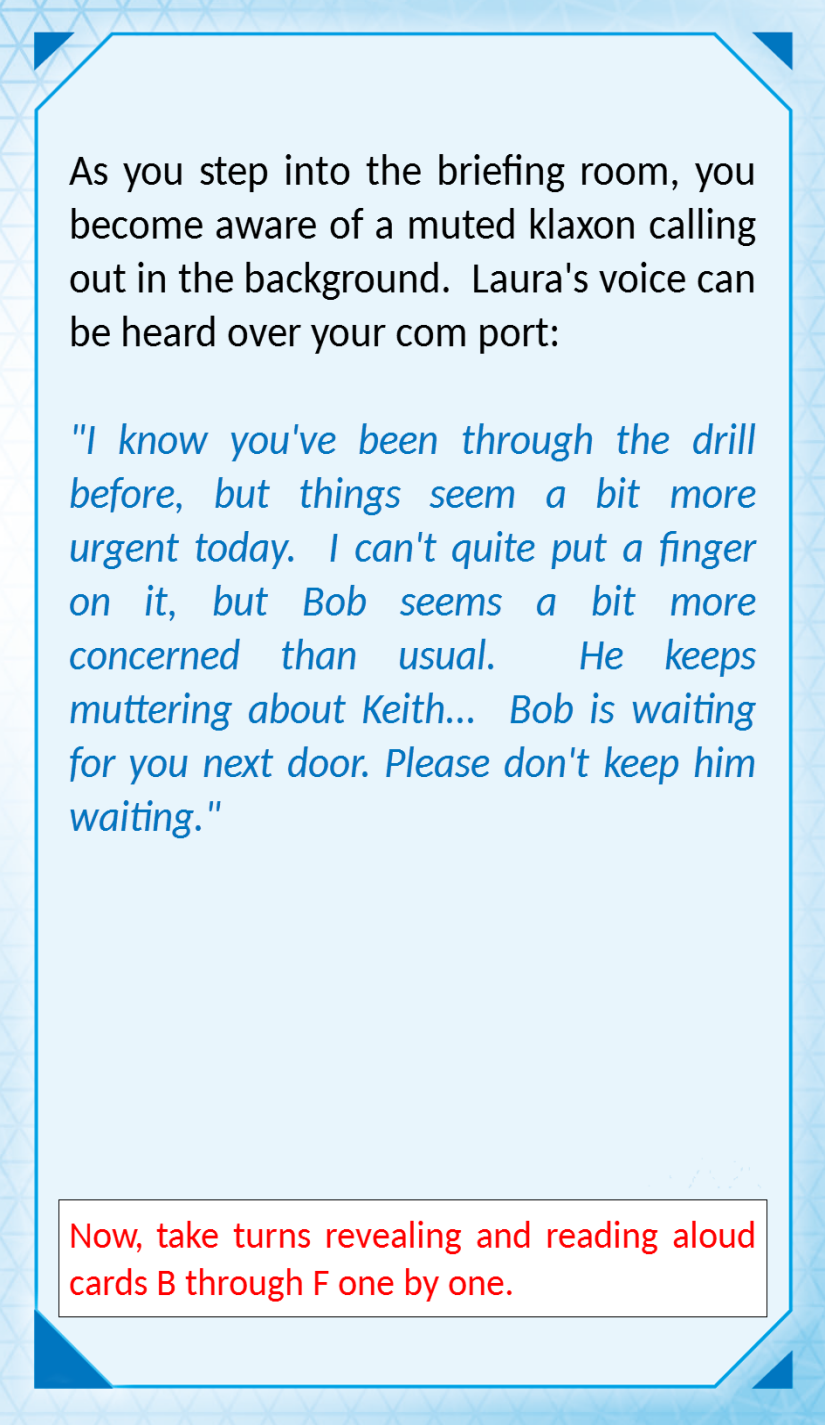 As you step into the briefing room, you
become aware of a muted klaxon calling
out in the background.  Laura's voice can
be heard over your com port:
"I know you've been through the drill
before, but things seem a bit more
urgent today.  I can't quite put a finger
on it, but Bob seems a bit more
concerned than usual.  He keeps
muttering about Keith...  Bob is waiting
for you next door. Please don't keep him
waiting."
Now, take turns revealing and reading aloud
cards B through F one by one.